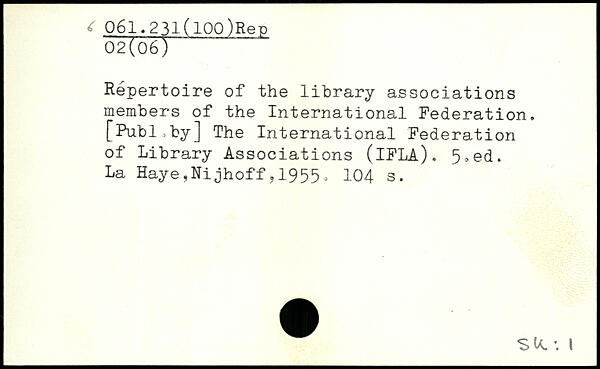 6 061.231(100)Rep
02(06)
Répertoire of the library associations
members of the International Federation.
[Publ.by] The International Federation
of Library Associations (IFLA). 5.ed.
La Haye,Nijhoff,1955. 104 s.
SK: 1